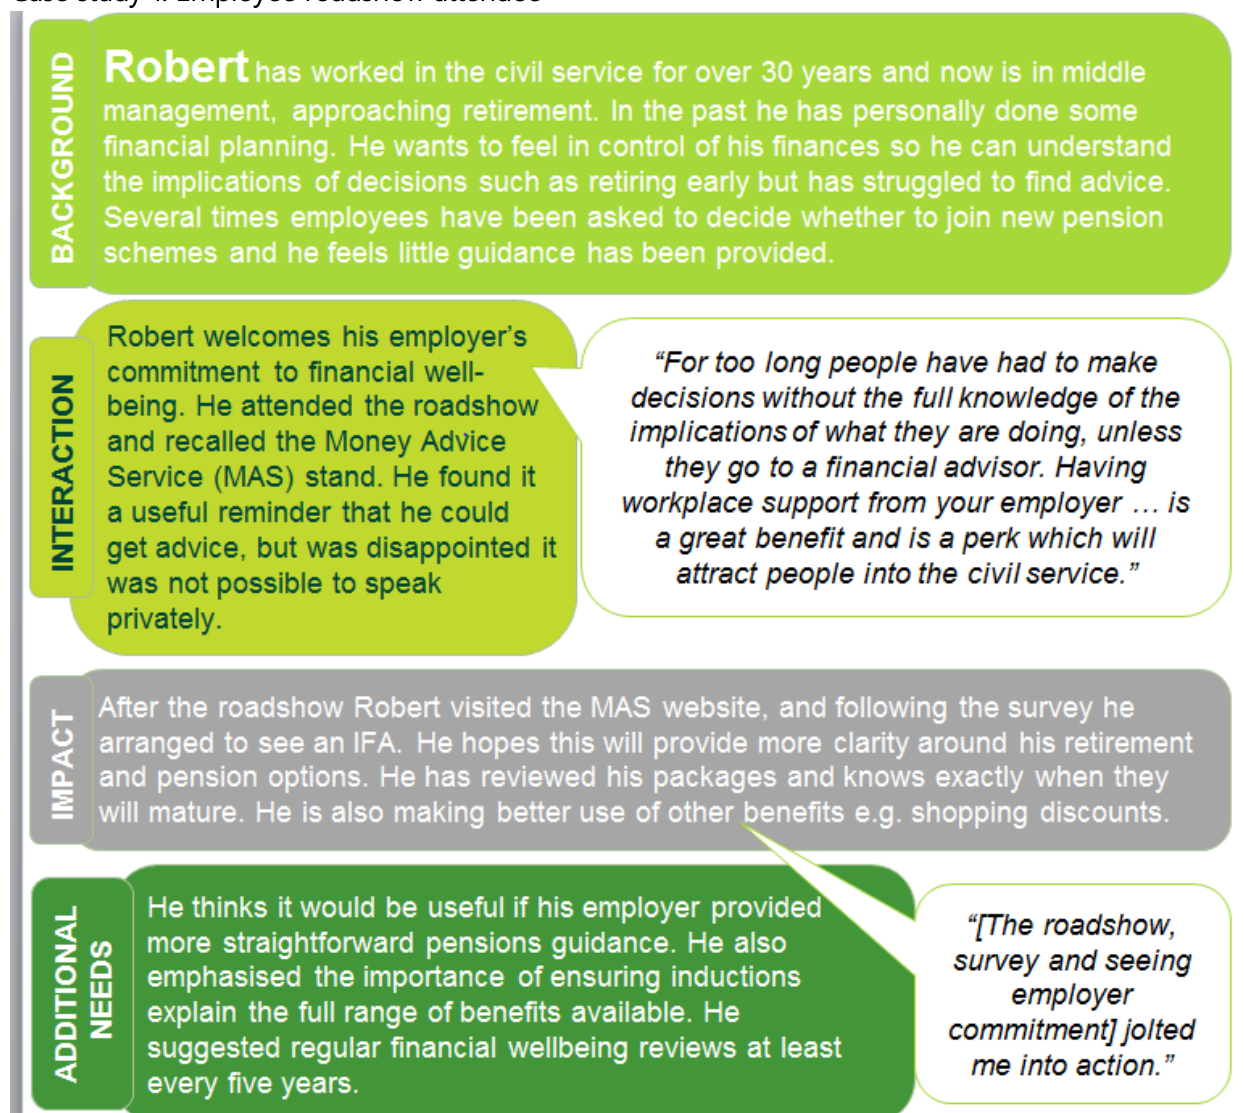 BACKGROUND
Robert has worked in the civil service for over 30 years and now is in middle
management, approaching retirement. In the past he has personally done some
financial planning. He wants to feel in control of his finances so he can understand
the implications of decisions such as retiring early but has struggled to find advice.
Several times employees have been asked to decide whether to join new pension
schemes and he feels little guidance has been provided.
INTERACTION
Robert welcomes his employer’s
commitment to financial well-
being. He attended the roadshow
and recalled the Money Advice
Service (MAS) stand. He found it
a useful reminder that he could
get advice, but was disappointed it
was not possible to speak
privately.
“For too long people have had to make
decisions without the full knowledge of the
implications of what they are doing, unless
they go to a financial advisor. Having
workplace support from your employer … is
a great benefit and is a perk which will
attract people into the civil service.”
IMPACT
After the roadshow Robert visited the MAS website, and following the survey he
arranged to see an IFA. He hopes this will provide more clarity around his retirement
and pension options. He has reviewed his packages and knows exactly when they
will mature. He is also making better use of other benefits e.g. shopping discounts.
ADDITIONAL
NEEDS
He thinks it would be useful if his employer provided
more straightforward pensions guidance. He also
emphasised the importance of ensuring inductions
explain the full range of benefits available. He
suggested regular financial wellbeing reviews at least
every five years.
“[The roadshow,
survey and seeing
employer
commitment] jolted
me into action.”